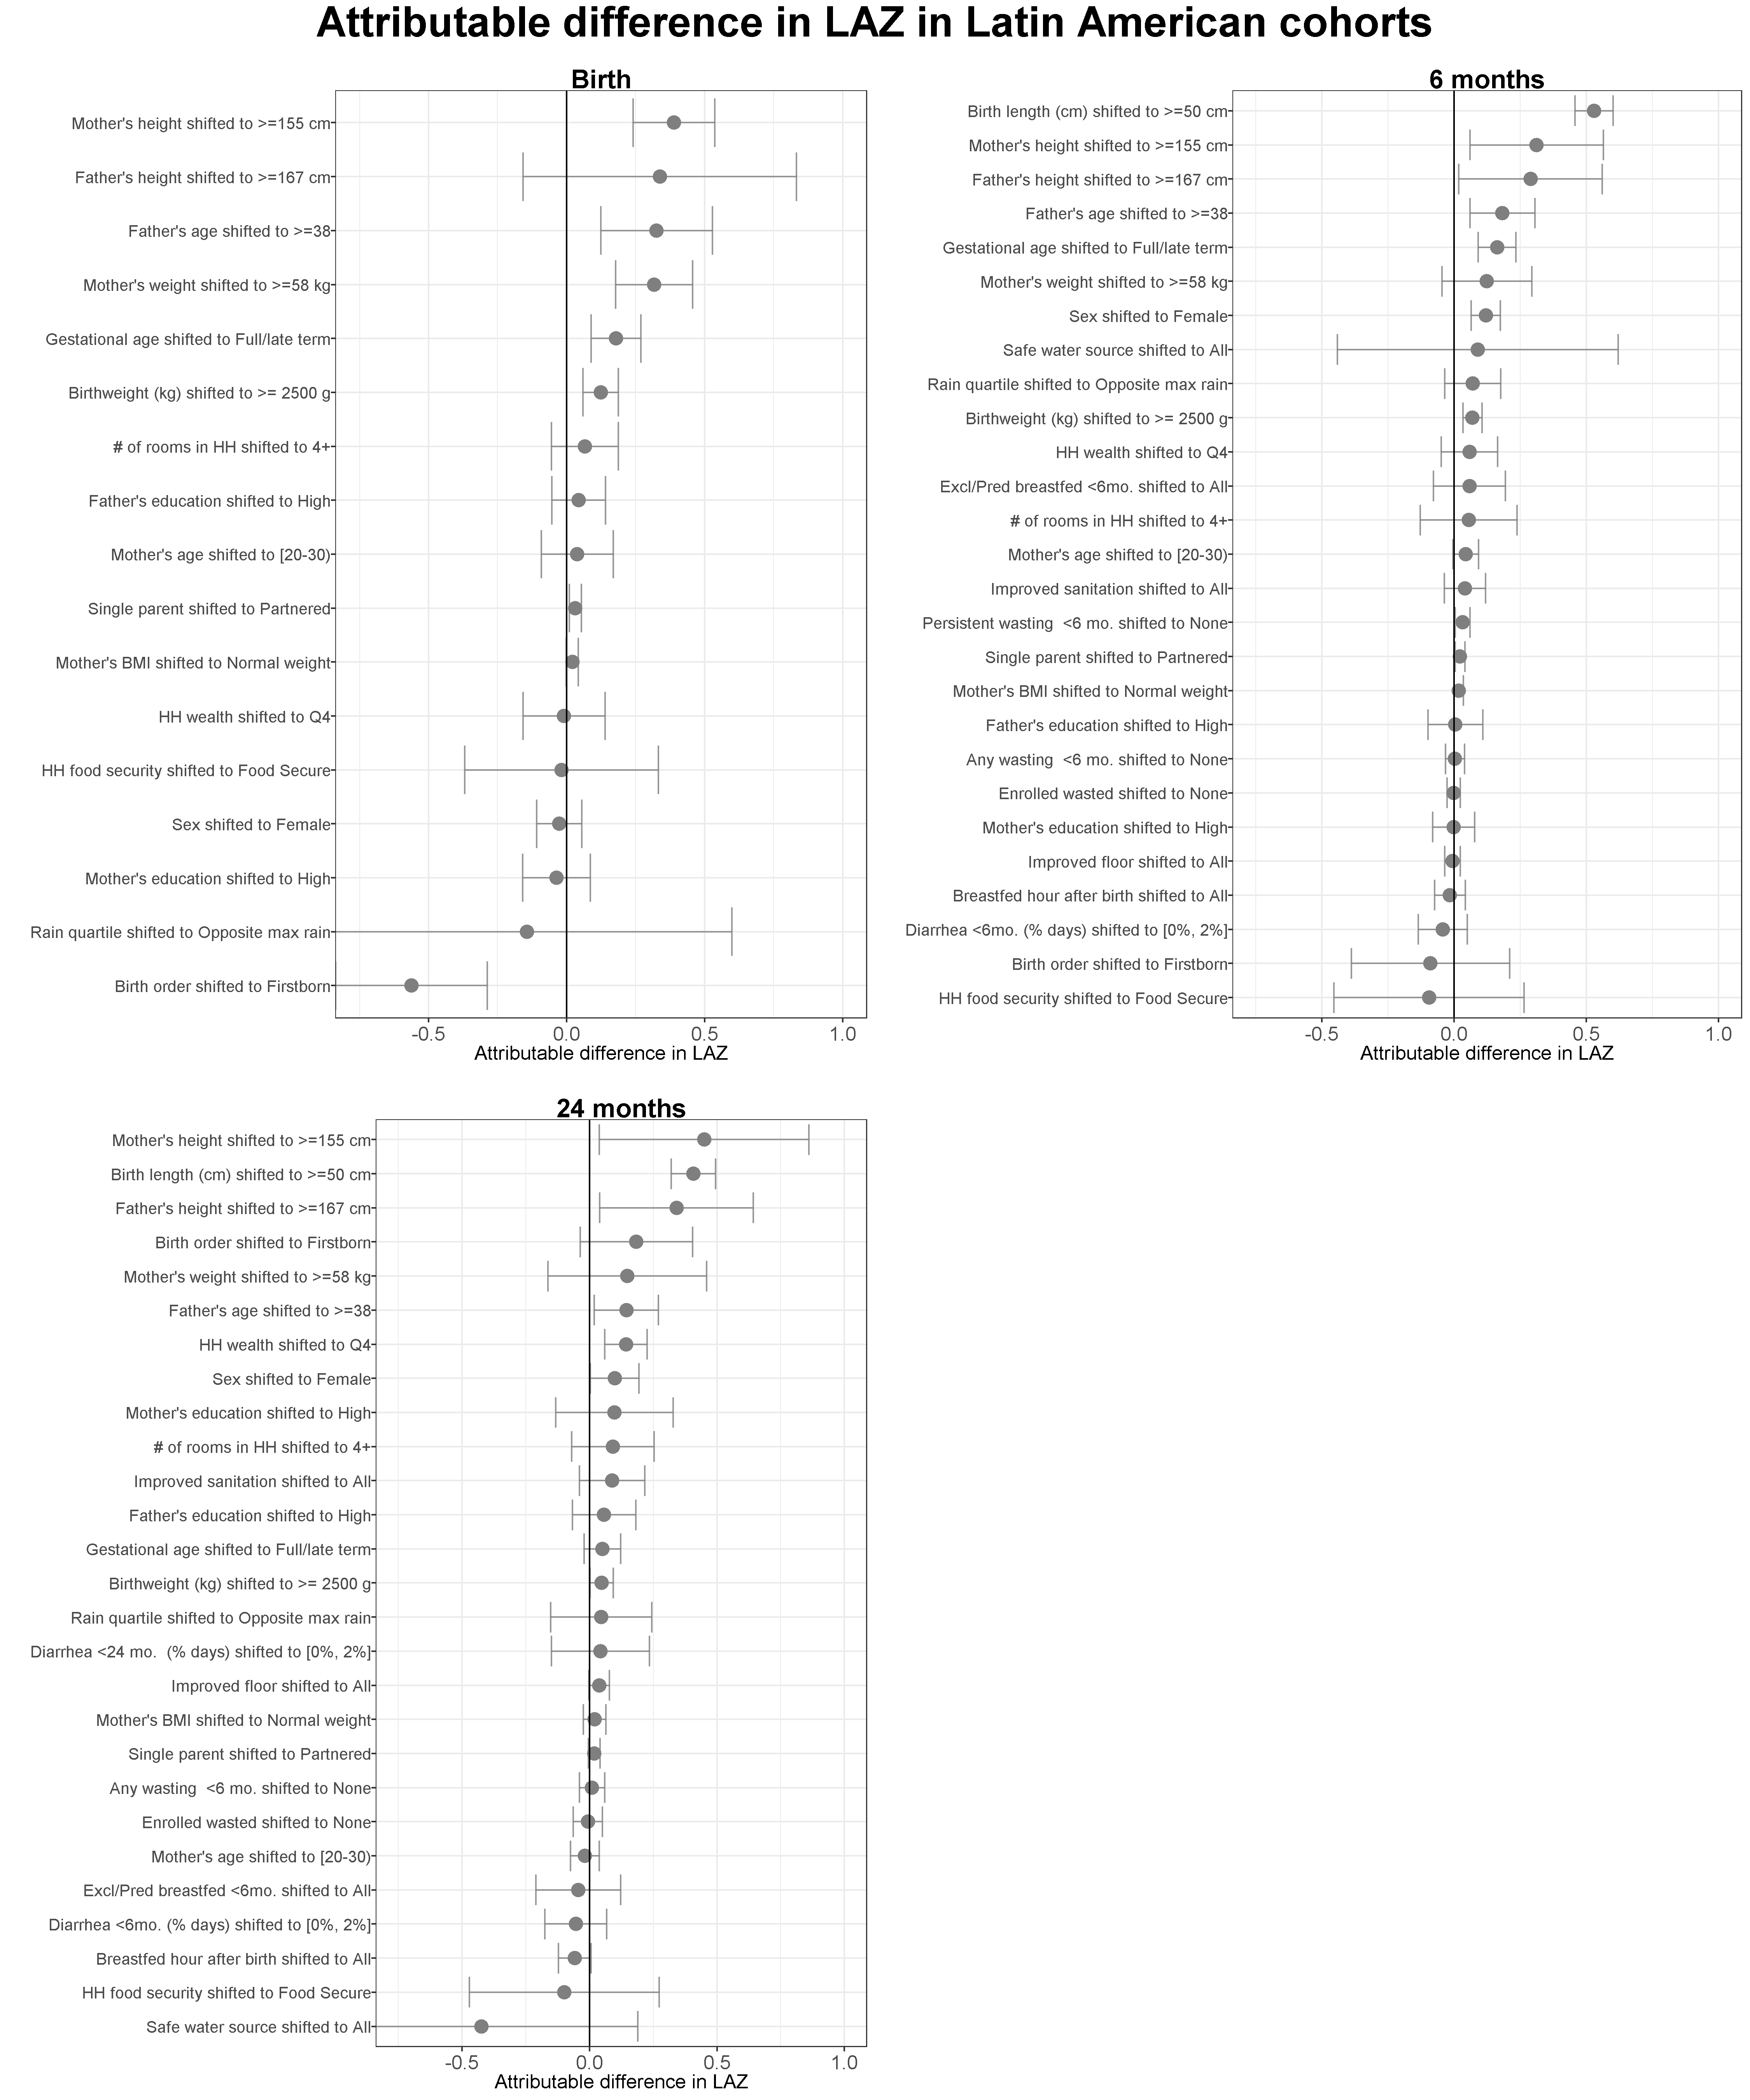 Attributable difference in LAZ in Latin American cohorts
Birth
Mother's height shifted to >=155 cm
Father's height shifted to >=167 cm
Father's age shifted to >=38
Mother's weight shifted to >=58 kg
Gestational age shifted to Full/late term
Birthweight (kg) shifted to >= 2500 g
# of rooms in HH shifted to 4+
Father's education shifted to High
Mother's age shifted to [20-30)
Single parent shifted to Partnered
Mother's BMI shifted to Normal weight
HH wealth shifted to Q4
HH food security shifted to Food Secure
Sex shifted to Female
Mother's education shifted to High
Rain quartile shifted to Opposite max rain
Birth order shifted to Firstborn
-0.5 0.0 0.5 1.0
Attributable difference in LAZ
6 months
Birth length (cm) shifted to >=50 cm
Mother's height shifted to >=155 cm
Father's height shifted to >=167 cm
Father's age shifted to >=38
Gestational age shifted to Full/late term
Mother's weight shifted to >=58 kg
Sex shifted to Female
Safe water source shifted to All
Rain quartile shifted to Opposite max rain
Birthweight (kg) shifted to >= 2500 g
HH wealth shifted to Q4
Excl/Pred breastfed <6mo. shifted to All
# of rooms in HH shifted to 4+
Mother's age shifted to [20-30)
Improved sanitation shifted to All
Persistent wasting  <6 mo. shifted to None
Single parent shifted to Partnered
Mother's BMI shifted to Normal weight
Father's education shifted to High
Any wasting  <6 mo. shifted to None
Enrolled wasted shifted to None
Mother's education shifted to High
Improved floor shifted to All
Breastfed hour after birth shifted to All
Diarrhea <6mo. (% days) shifted to [0%, 2%]
Birth order shifted to Firstborn
HH food security shifted to Food Secure
-0.5 0.0 0.5 1.0
Attributable difference in LAZ
24 months
Mother's height shifted to >=155 cm
Birth length (cm) shifted to >=50 cm
Father's height shifted to >=167 cm
Birth order shifted to Firstborn
Mother's weight shifted to >=58 kg
Father's age shifted to >=38
HH wealth shifted to Q4
Sex shifted to Female
Mother's education shifted to High
# of rooms in HH shifted to 4+
Improved sanitation shifted to All
Father's education shifted to High
Gestational age shifted to Full/late term
Birthweight (kg) shifted to >= 2500 g
Rain quartile shifted to Opposite max rain
Diarrhea <24 mo.  (% days) shifted to [0%, 2%]
Improved floor shifted to All
Mother's BMI shifted to Normal weight
Single parent shifted to Partnered
Any wasting  <6 mo. shifted to None
Enrolled wasted shifted to None
Mother's age shifted to [20-30)
Excl/Pred breastfed <6mo. shifted to All
Diarrhea <6mo. (% days) shifted to [0%, 2%]
Breastfed hour after birth shifted to All
HH food security shifted to Food Secure
Safe water source shifted to All
-0.5 0.0 0.5 1.0
Attributable difference in LAZ